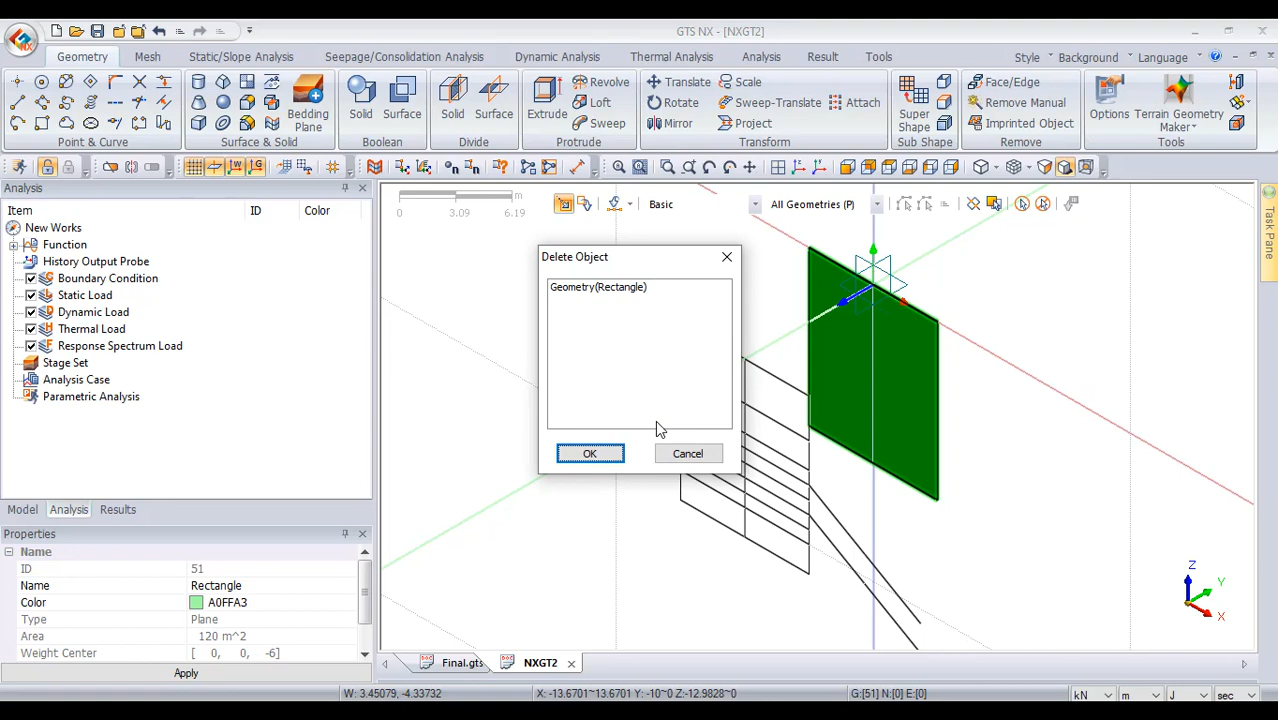 GTS NX - [NXGT2]
Geometry Mesh Static/Slope Analysis Seepage/Consolidation Analysis Dynamic Analysis Thermal Analysis Analysis Result Tools Style Background Language
Point & Curve
Bedding Plane
Surface & Solid
Solid Surface
Boolean
Solid Surface
Divide
Extrude
Revolve
Loft
Sweep
Protrude
Translate Scale
Rotate Sweep-Translate Attach
Mirror Project
Transform
Super Shape
Sub Shape
Face/Edge
Remove Manual
Imprinted Object
Remove
Options Terrain Geometry Maker
Tools
Analysis
Item ID Color
New Works
Function
History Output Probe
Boundary Condition
Static Load
Dynamic Load
Thermal Load
Response Spectrum Load
Stage Set
Analysis Case
Parametric Analysis
Model Analysis Results
Properties
Name
ID 51
Name Rectangle
Color A0FFA3
Type Plane
Area 120 m^2
Weight Center [ 0, 0, -6]
Apply
m
0 3.09 6.19
Basic All Geometries (P)
Task Pane
Delete Object
Geometry(Rectangle)
OK Cancel
Z
Y
X
Final.gts NXGT2
W: 3.45079, -4.33732 X: -13.6701~13.6701 Y: -10~0 Z:-12.9828~0 G:[51] N:[0] E:[0] kN m J sec